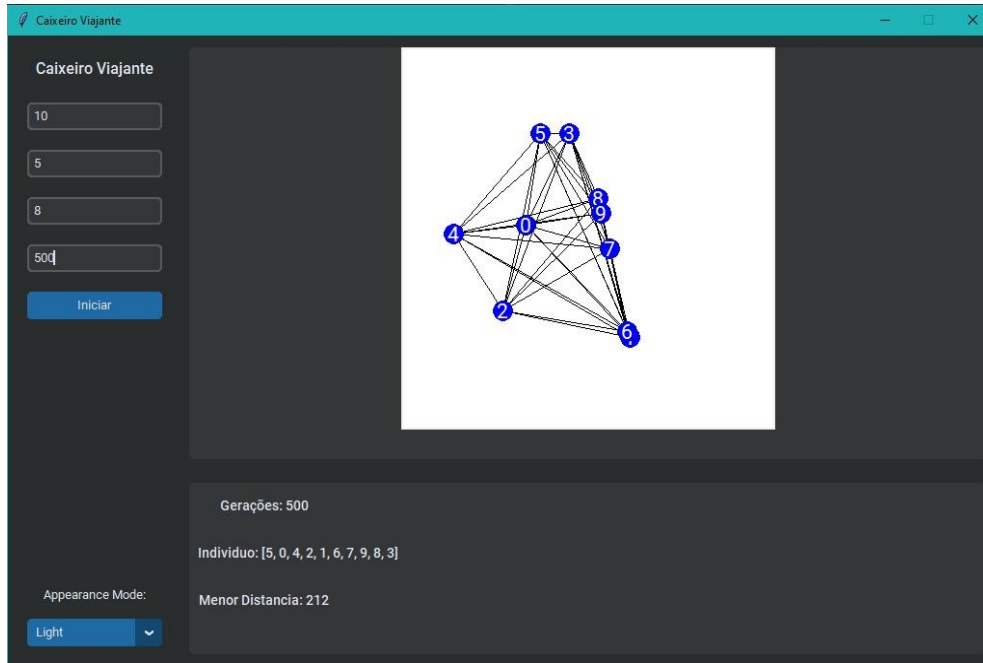 Caixeiro Viajante
Caixeiro Viajante
10
5
8
500
Iniciar
5 3
8
9
0
4
7
2
6
Gerações: 500
Individuo: [5, 0, 4, 2, 1, 6, 7, 9, 8, 3]
Menor Distancia: 212
Appearance Mode:
Light